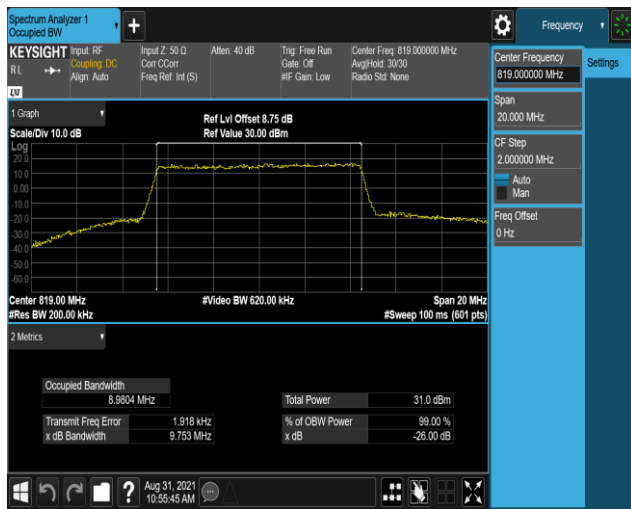 Spectrum Analyzer 1
Occupied BW
Frequency
KEYSIGHT
Input: RF
Coupling: DC
Align: Auto
Input Z: 50 Ω
Corr CCorr
Freq Ref: Int (S)
Atten: 40 dB
Trig: Free Run
Gate: Off
#IF Gain: Low
Center Freq: 819.000000 MHz
Avg|Hold: 30/30
Radio Std: None
R L
LXI
Center Frequency
819.000000 MHz
Settings
Span
20.000 MHz
CF Step
2.000000 MHz
Auto
Man
Freq Offset
0 Hz
1 Graph
Scale/Div 10.0 dB
Ref Lvl Offset 8.75 dB
Ref Value 30.00 dBm
Log
20.0
10.0
0.00
-10.0
-20.0
-30.0
-40.0
-50.0
-60.0
Center 819.00 MHz
#Res BW 200.00 kHz
#Video BW 620.00 kHz
Span 20 MHz
#Sweep 100 ms (601 pts)
2 Metrics
Occupied Bandwidth
8.9804 MHz
Total Power 31.0 dBm
Transmit Freq Error 1.918 kHz
% of OBW Power 99.00 %
x dB Bandwidth 9.753 MHz
x dB -26.00 dB
?
Aug 31, 2021
10:55:45 AM